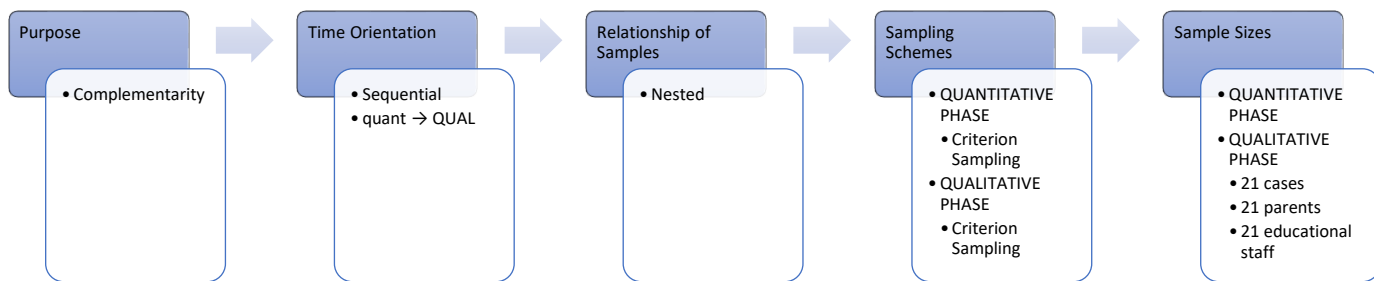 Purpose
• Complementarity
Time Orientation
• Sequential
• quant → QUAL
Relationship of
Samples
• Nested
Sampling
Schemes
• QUANTITATIVE
PHASE
• Criterion
Sampling
• QUALITATIVE
PHASE
• Criterion
Sampling
Sample Sizes
• QUANTITATIVE
PHASE
• QUALITATIVE
PHASE
• 21 cases
• 21 parents
• 21 educational
staff